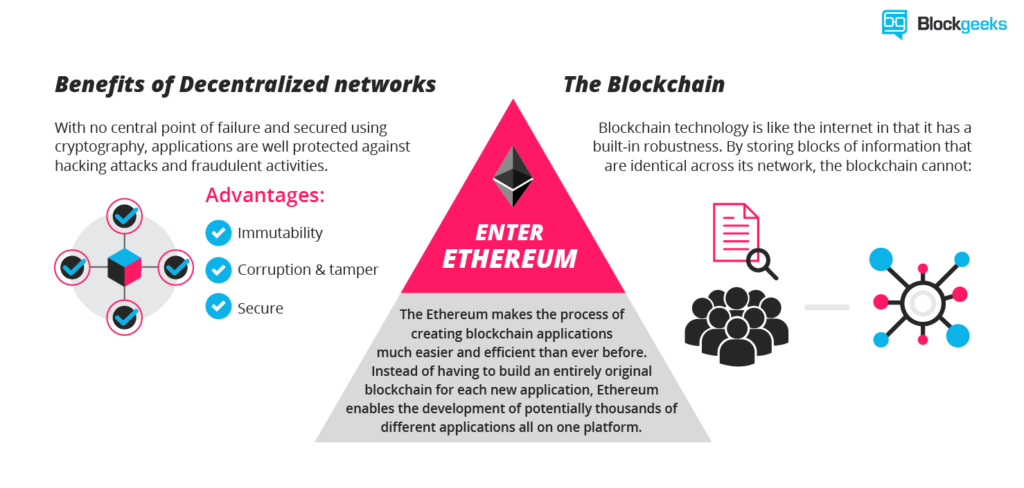 Blockgeeks
Benefits of Decentralized networks
With no central point of failure and secured using
cryptography, applications are well protected against
hacking attacks and fraudulent activities.
Advantages:
Immutability
Corruption & tamper
Secure
ENTER
ETHEREUM
The Ethereum makes the process of
creating blockchain applications
much easier and efficient than ever before.
Instead of having to build an entirely original
blockchain for each new application, Ethereum
enables the development of potentially thousands of
different applications all on one platform.
The Blockchain
Blockchain technology is like the internet in that it has a
built-in robustness. By storing blocks of information that
are identical across its network, the blockchain cannot: